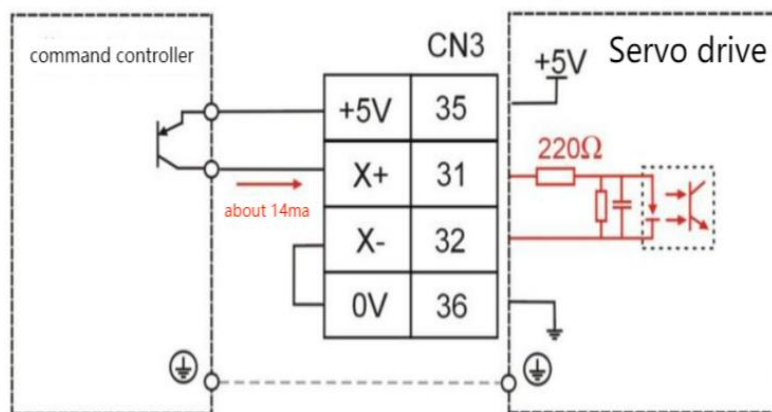 command controller
CN3
Servo drive
+5V
+5V 35
220Ω
X+ 31
about 14ma
X- 32
0V 36